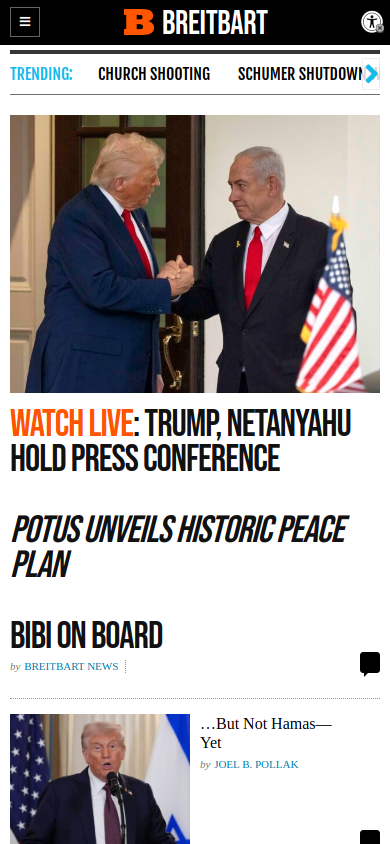 BREITBART
TRENDING:
CHURCH SHOOTING
SCHUMER SHUTDOWN
WATCH LIVE: TRUMP, NETANYAHU
HOLD PRESS CONFERENCE
POTUS UNVEILS HISTORIC PEACE
PLAN
BIBI ON BOARD
by BREITBART NEWS
…But Not Hamas—
Yet
by JOEL B. POLLAK